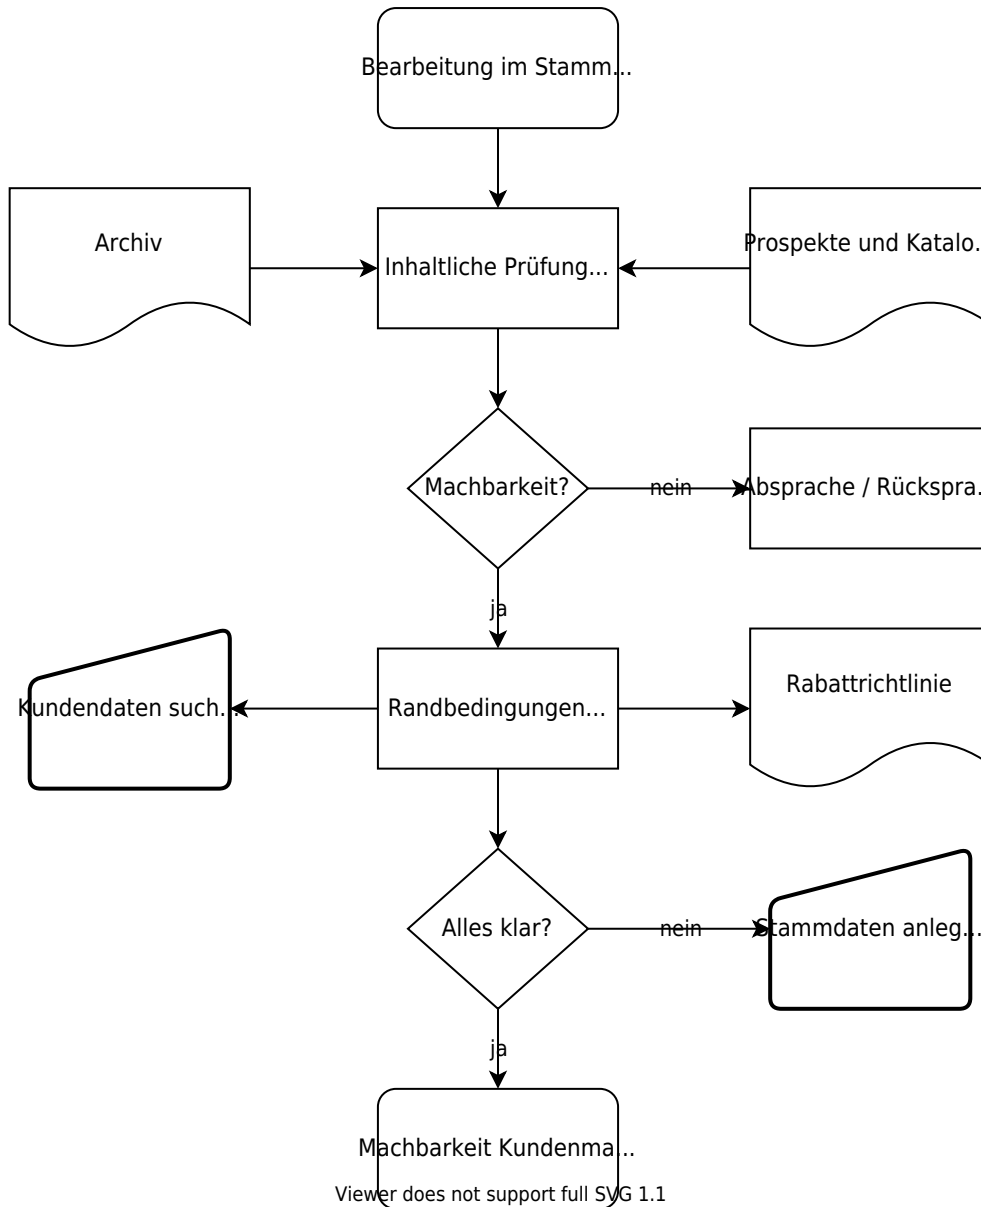 Bearbeitung im Stamm...
Archiv
Inhaltliche Prüfung...
Prospekte und Katalo...
Machbarkeit?
nein
Absprache / Rückspra...
ja
Kundendaten such...
Randbedingungen...
Rabattrichtlinie
Alles klar?
nein
Stammdaten anleg...
ja
Machbarkeit Kundenma...
Viewer does not support full SVG 1.1